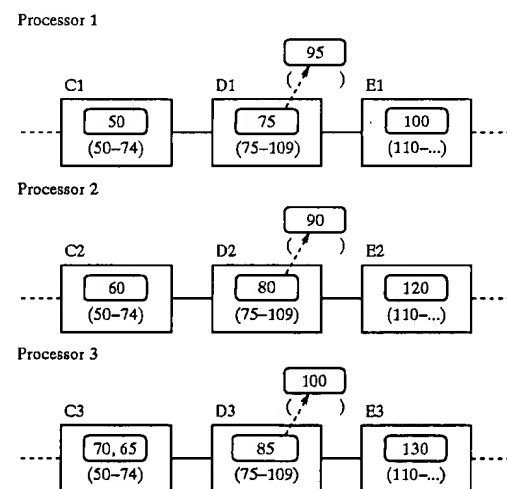 Processor 1
95
( )
C1 D1 E1
50 75 100
(50–74) (75–109) (110–...)
Processor 2
90
( )
C2 D2 E2
60 80 120
(50–74) (75–109) (110–...)
Processor 3
100
( )
C3 D3 E3
70, 65 85 130
(50–74) (75–109) (110–...)